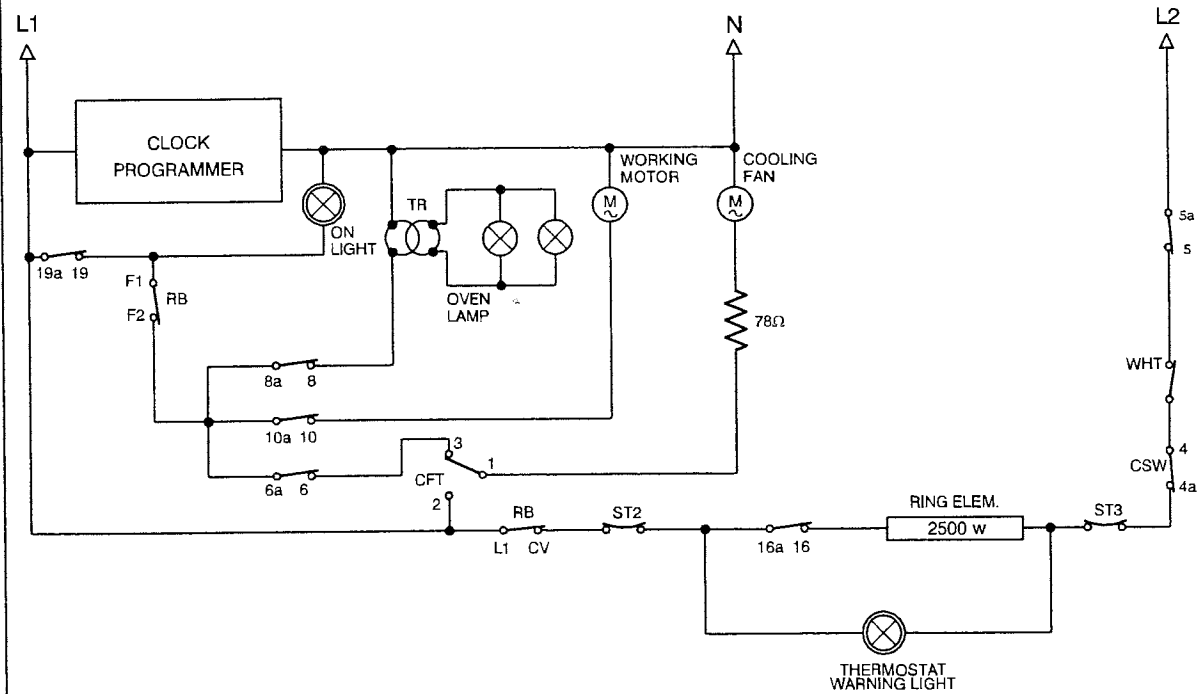 L1
N
L2
CLOCK
PROGRAMMER
WORKING
MOTOR
COOLING
FAN
M
M
TR
ON
LIGHT
5a
5
19a 19
F1
RB
F2
OVEN
LAMP
78Ω
8a 8
WHT
10a 10
3
1
4
CSW
4a
6a 6
CFT
2
RB
ST2
RING ELEM.
2500 W
ST3
L1 CV
16a 16
THERMOSTAT
WARNING LIGHT